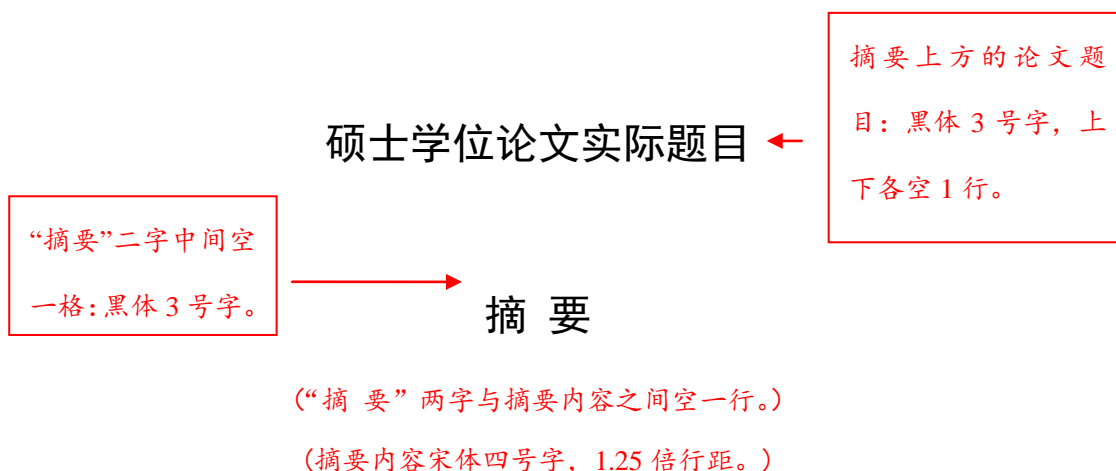 摘要上方的论文题
目：黑体 3 号字，上
下各空 1 行。
硕士学位论文实际题目
“摘要”二字中间空
一格：黑体 3 号字。
摘 要
（“摘 要”两字与摘要内容之间空一行。）
（摘要内容宋体四号字，1.25 倍行距。）